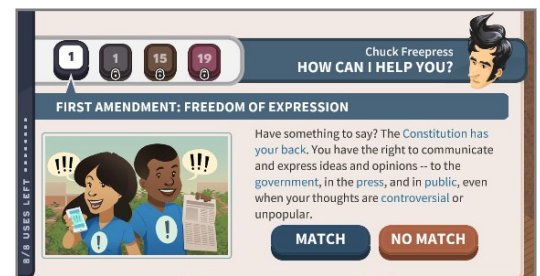 1 1 15 19
Chuck Freepress
HOW CAN I HELP YOU?
FIRST AMENDMENT: FREEDOM OF EXPRESSION
!!! !!!
! !
Have something to say? The Constitution has
your back. You have the right to communicate
and express ideas and opinions -- to the
government, in the press, and in public, even
when your thoughts are controversial or
unpopular.
MATCH NO MATCH
8/8 USES LEFT